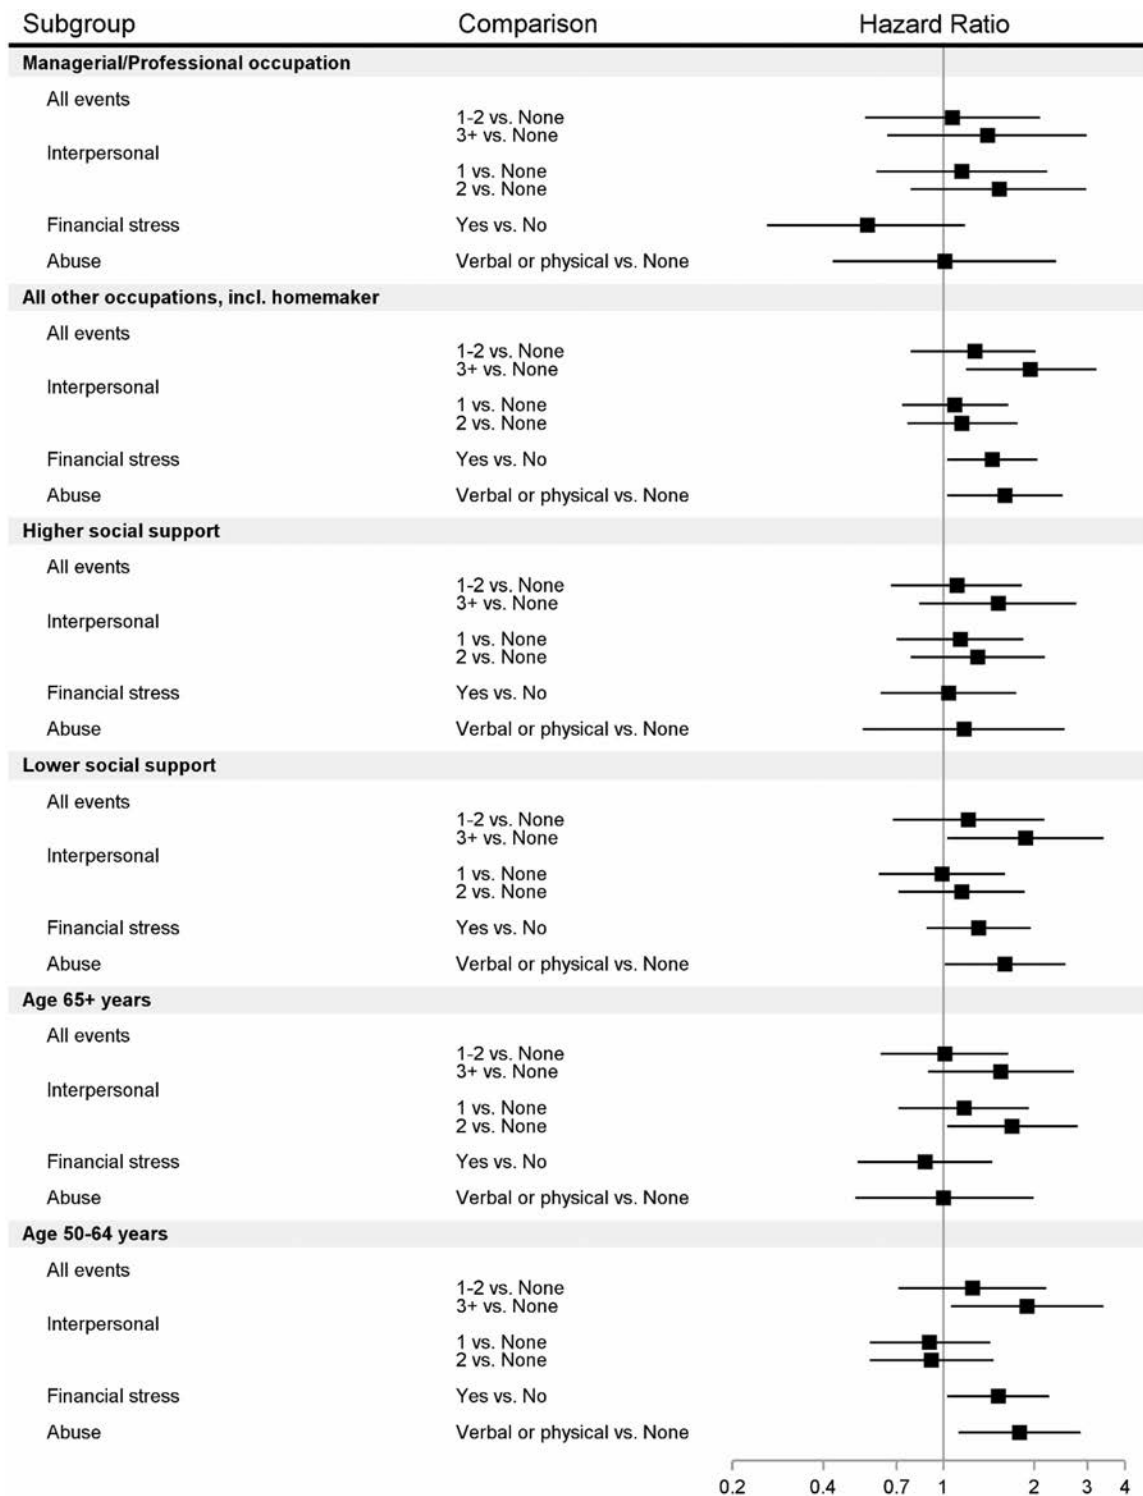 Subgroup Comparison Hazard Ratio
Managerial/Professional occupation
All events
1-2 vs. None
3+ vs. None
Interpersonal
1 vs. None
2 vs. None
Financial stress Yes vs. No
Abuse Verbal or physical vs. None
All other occupations, incl. homemaker
All events
1-2 vs. None
3+ vs. None
Interpersonal
1 vs. None
2 vs. None
Financial stress Yes vs. No
Abuse Verbal or physical vs. None
Higher social support
All events
1-2 vs. None
3+ vs. None
Interpersonal
1 vs. None
2 vs. None
Financial stress Yes vs. No
Abuse Verbal or physical vs. None
Lower social support
All events
1-2 vs. None
3+ vs. None
Interpersonal
1 vs. None
2 vs. None
Financial stress Yes vs. No
Abuse Verbal or physical vs. None
Age 65+ years
All events
1-2 vs. None
3+ vs. None
Interpersonal
1 vs. None
2 vs. None
Financial stress Yes vs. No
Abuse Verbal or physical vs. None
Age 50-64 years
All events
1-2 vs. None
3+ vs. None
Interpersonal
1 vs. None
2 vs. None
Financial stress Yes vs. No
Abuse Verbal or physical vs. None
0.2 0.4 0.7 1 2 3 4